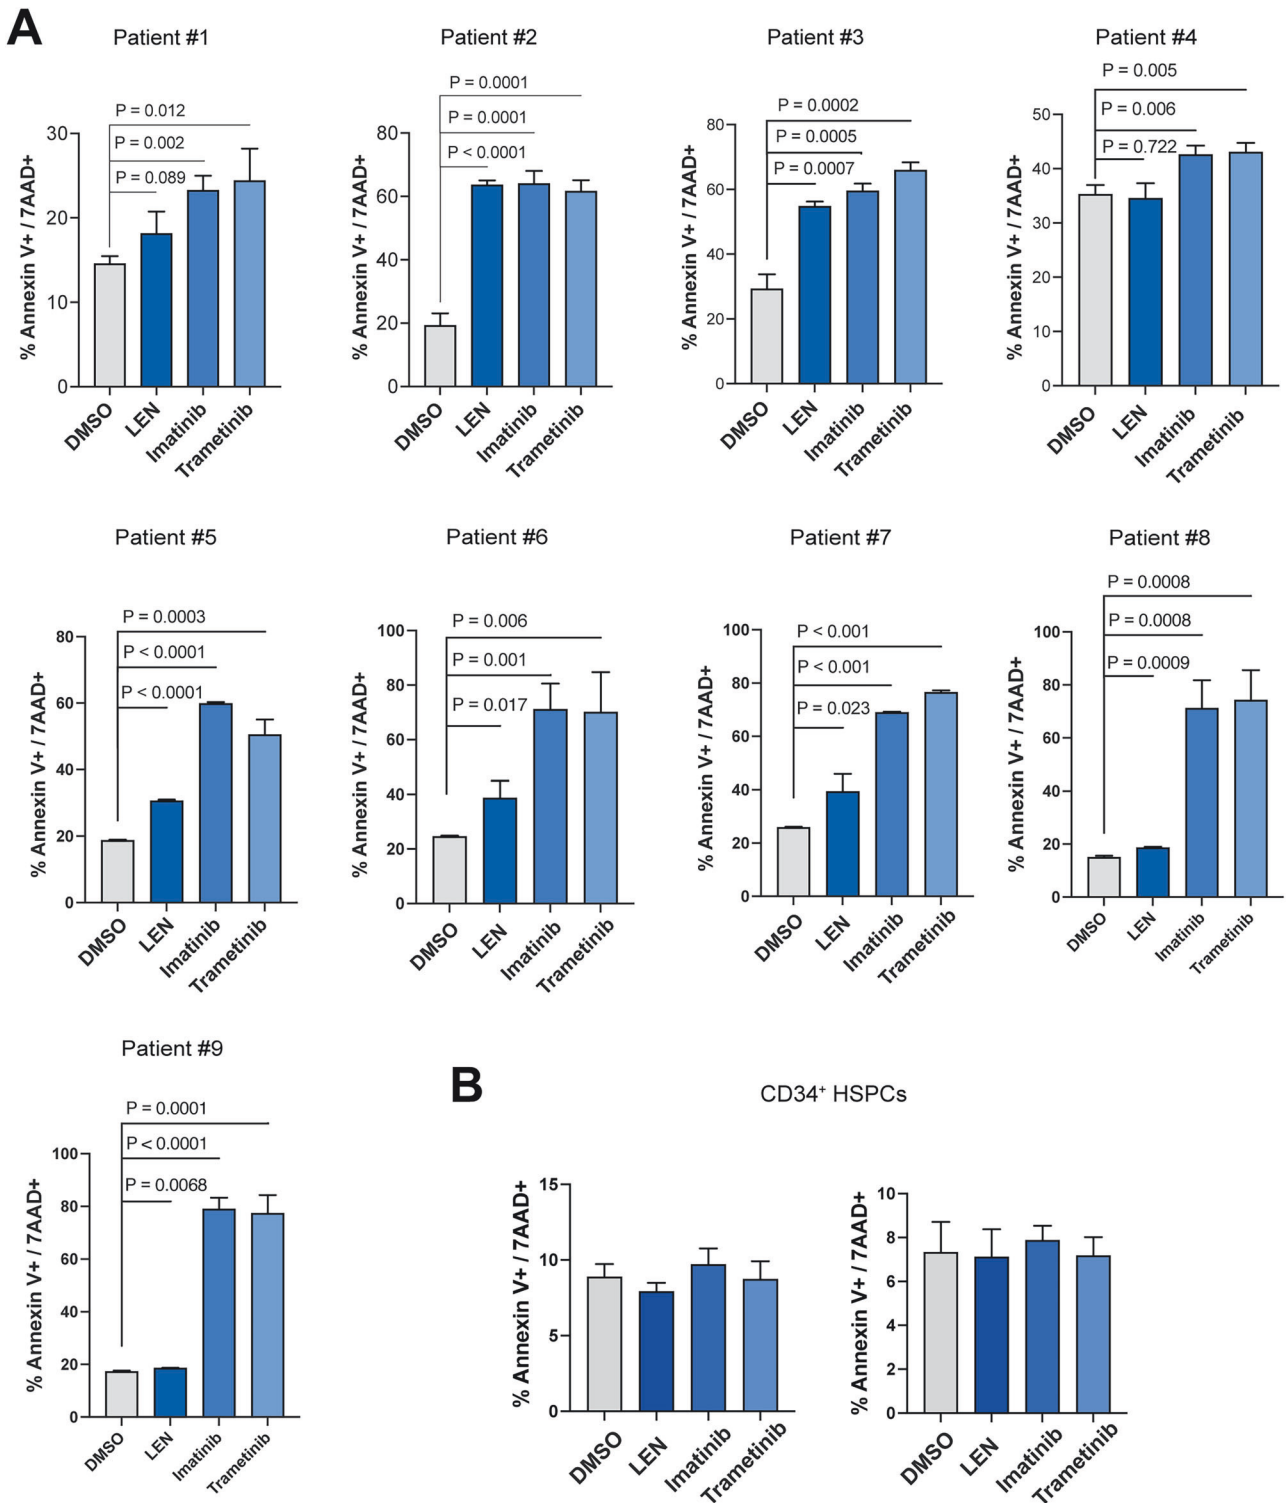 A
Patient #1
P = 0.012
P = 0.002
P = 0.089
% Annexin V+ / 7AAD+
30
20
10
0
DMSO
LEN
Imatinib
Trametinib
Patient #2
P = 0.0001
P = 0.0001
P < 0.0001
% Annexin V+ / 7AAD+
80
60
40
20
0
DMSO
LEN
Imatinib
Trametinib
Patient #3
P = 0.0002
P = 0.0005
P = 0.0007
% Annexin V+ / 7AAD+
80
60
40
20
0
DMSO
LEN
Imatinib
Trametinib
Patient #4
P = 0.005
P = 0.006
P = 0.722
% Annexin V+ / 7AAD+
50
40
30
20
10
0
DMSO
LEN
Imatinib
Trametinib
Patient #5
P = 0.0003
P < 0.0001
P < 0.0001
% Annexin V+ / 7AAD+
80
60
40
20
0
DMSO
LEN
Imatinib
Trametinib
Patient #6
P = 0.006
P = 0.001
P = 0.017
% Annexin V+ / 7AAD+
100
80
60
40
20
0
DMSO
LEN
Imatinib
Trametinib
Patient #7
P < 0.001
P < 0.001
P = 0.023
% Annexin V+ / 7AAD+
100
80
60
40
20
0
DMSO
LEN
Imatinib
Trametinib
Patient #8
P = 0.0008
P = 0.0008
P = 0.0009
% Annexin V+ / 7AAD+
100
80
60
40
20
0
DMSO
LEN
Imatinib
Trametinib
Patient #9
P = 0.0001
P < 0.0001
P = 0.0068
% Annexin V+ / 7AAD+
100
80
60
40
20
0
DMSO
LEN
Imatinib
Trametinib
B
CD34⁺ HSPCs
% Annexin V+ / 7AAD+
15
10
5
0
DMSO
LEN
Imatinib
Trametinib
% Annexin V+ / 7AAD+
10
8
6
4
2
0
DMSO
LEN
Imatinib
Trametinib